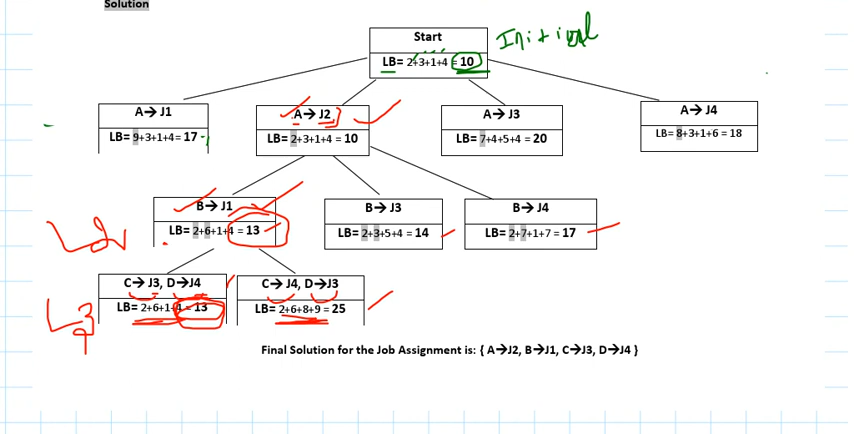 Solution
Start
Initial
LB= 2+3+1+4 = 10
A→ J1
LB= 9+3+1+4= 17
A→ J2
LB= 2+3+1+4 = 10
A→ J3
LB= 7+4+5+4 = 20
A→ J4
LB= 8+3+1+6 = 18
B→ J1
LB= 2+6+1+4 = 13
B→ J3
LB= 2+3+5+4 = 14
B→ J4
LB= 2+7+1+7 = 17
C→ J3, D→J4
LB= 2+6+1+4 = 13
C→ J4, D→J3
LB= 2+6+8+9 = 25
L3
Final Solution for the Job Assignment is: { A→J2, B→J1, C→J3, D→J4 }